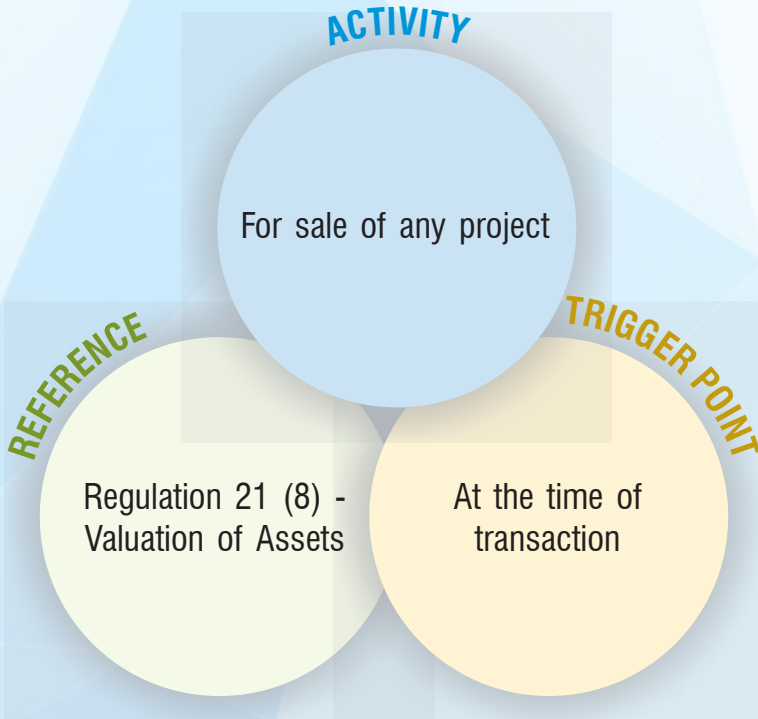 ACTIVITY
For sale of any project
REFERENCE
Regulation 21 (8) -
Valuation of Assets
TRIGGER POINT
At the time of
transaction